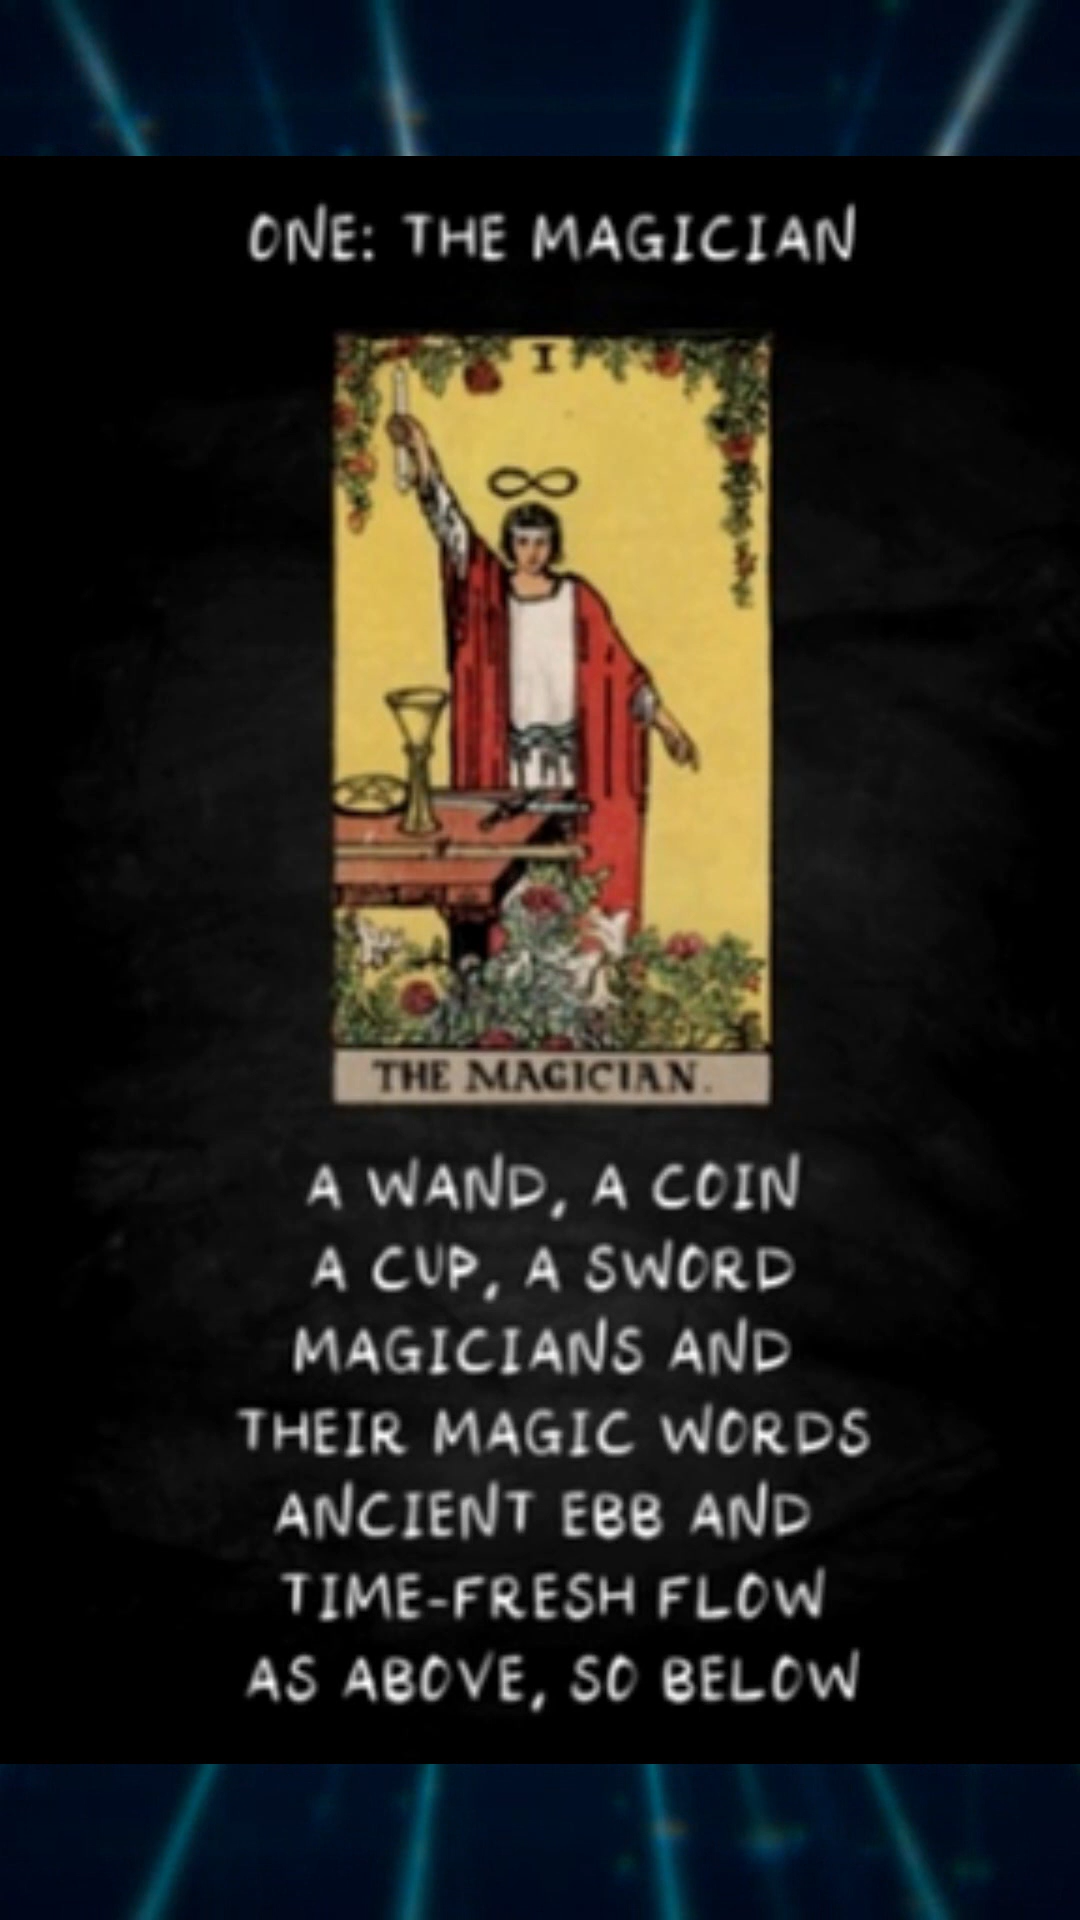 ONE: THE MAGICIAN
I
THE MAGICIAN.
A WAND, A COIN
A CUP, A SWORD
MAGICIANS AND
THEIR MAGIC WORDS
ANCIENT EBB AND
TIME-FRESH FLOW
AS ABOVE, SO BELOW